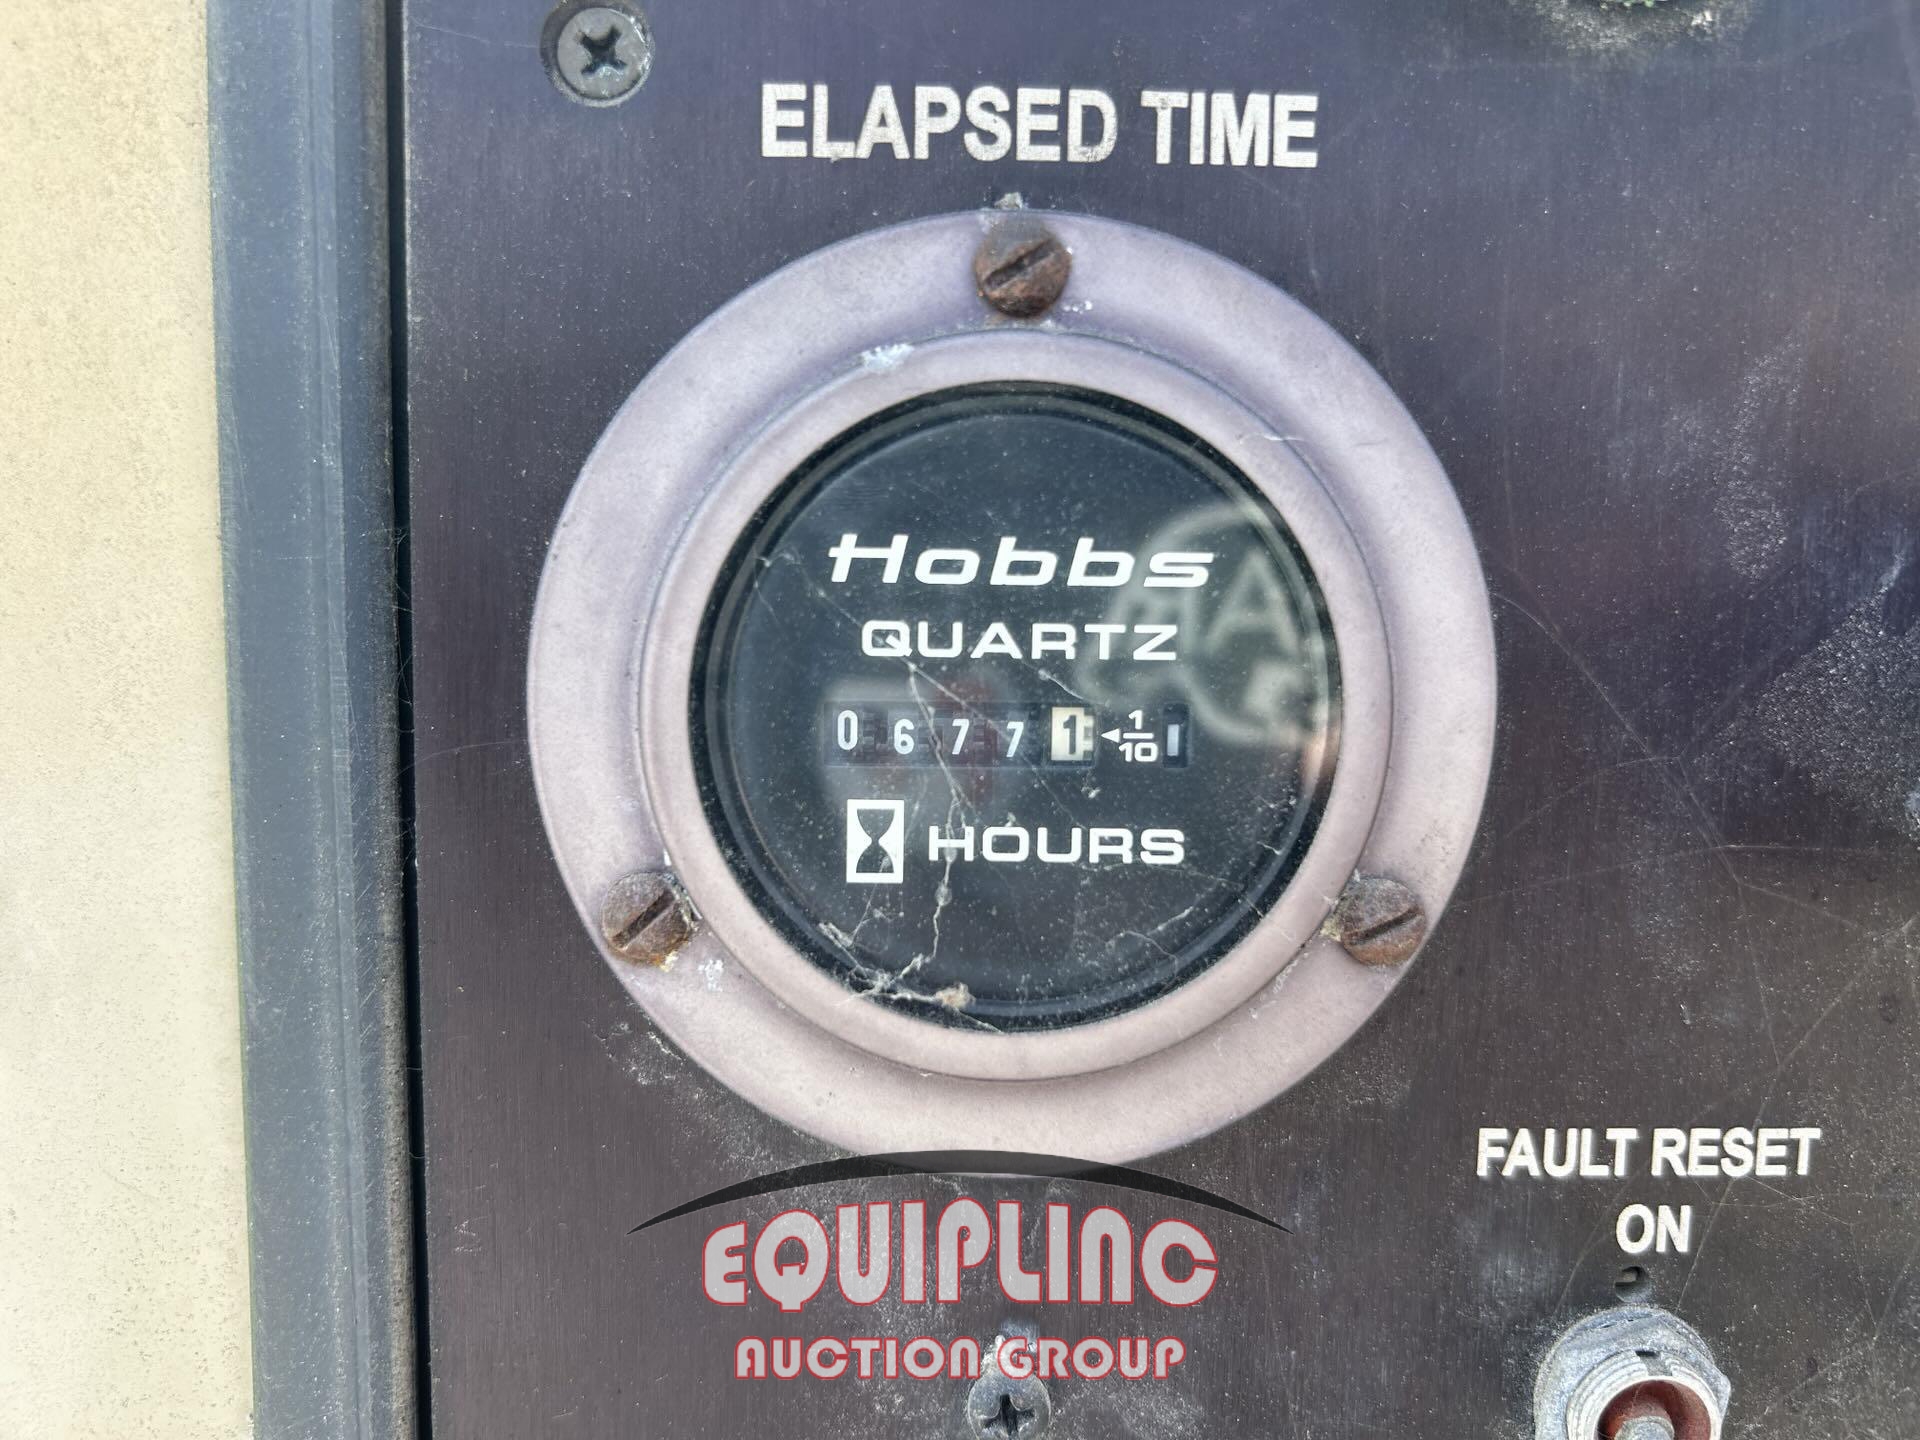 ELAPSED TIME
Hobbs
QUARTZ
0 6 7 7 1 ◄ 1/10
HOURS
FAULT RESET
ON
EQUIPLINC
AUCTION GROUP